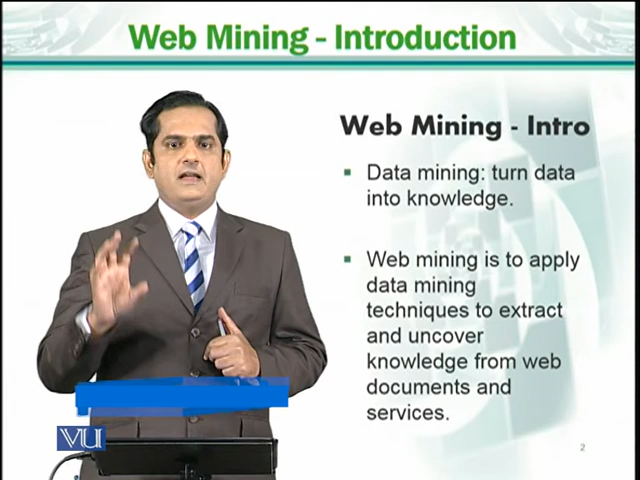 Web Mining - Introduction
Web Mining - Intro
▪ Data mining: turn data
into knowledge.
▪ Web mining is to apply
data mining
techniques to extract
and uncover
knowledge from web
documents and
services.
VU
2